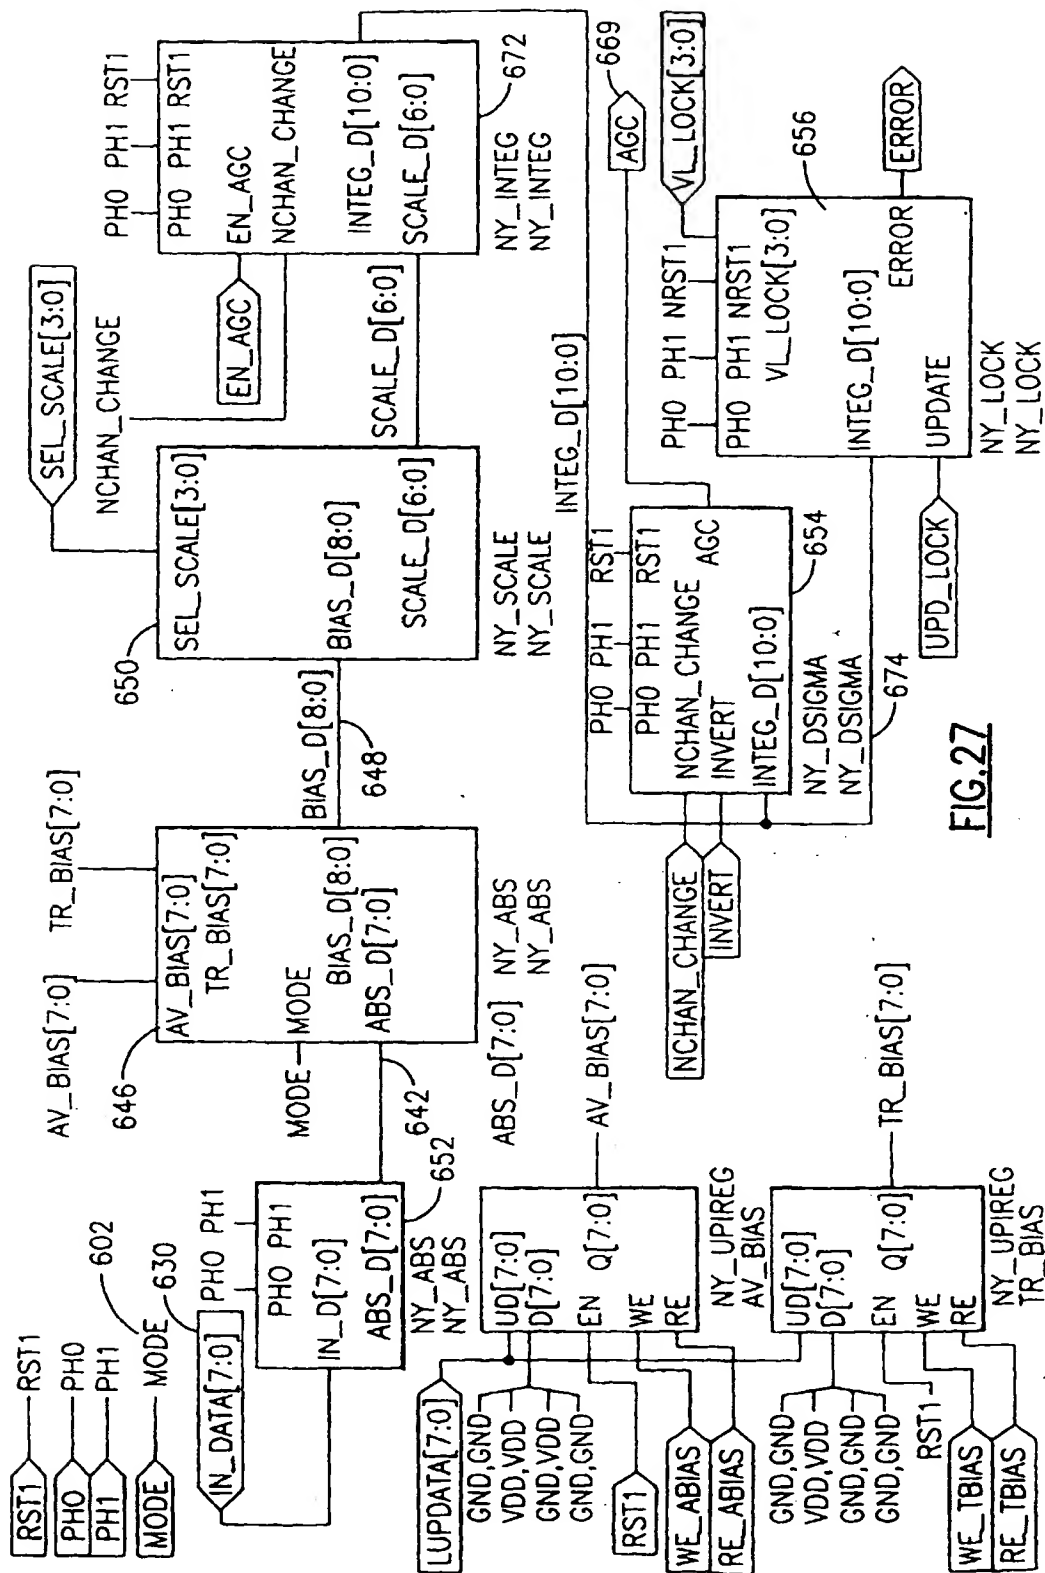 RST1 RST1
PH0 PH0
PH1 PH1
MODE MODE
602
IN_DATA[7:0]
630
PH0 PH1
PH0 PH1
IN_D[7:0]
ABS_D[7:0]
NY_ABS
NY_ABS
652
642
AV_BIAS[7:0]
TR_BIAS[7:0]
646
AV_BIAS[7:0]
TR_BIAS[7:0]
MODE
MODE
BIAS_D[8:0]
ABS_D[7:0]
NY_ABS
NY_ABS
ABS_D[7:0]
BIAS_D[8:0]
648
650
SEL_SCALE[3:0]
SEL_SCALE[3:0]
BIAS_D[8:0]
SCALE_D[6:0]
NY_SCALE
NY_SCALE
NCHAN_CHANGE
EN_AGC
SCALE_D[6:0]
PH0 PH1 RST1
PH0 PH1 RST1
EN_AGC
NCHAN_CHANGE
INTEG_D[10:0]
SCALE_D[6:0]
NY_INTEG
NY_INTEG
672
INTEG_D[10:0]
LUPDATA[7:0]
GND,GND
VDD,VDD
GND,VDD
GND,GND
RST1
WE_ABIAS
RE_ABIAS
UD[7:0]
D[7:0]
EN
Q[7:0]
WE
RE
NY_UPIREG
AV_BIAS
AV_BIAS[7:0]
GND,GND
VDD,VDD
GND,GND
GND,GND
RST1
WE_TBIAS
RE_TBIAS
UD[7:0]
D[7:0]
EN
Q[7:0]
WE
RE
NY_UPIREG
TR_BIAS
TR_BIAS[7:0]
NCHAN_CHANGE
INVERT
PH0 PH1 RST1
PH0 PH1 RST1
NCHAN_CHANGE
INVERT
AGC
INTEG_D[10:0]
NY_DSIGMA
NY_DSIGMA
654
674
AGC
669
VL_LOCK[3:0]
PH0 PH1 NRST1
PH0 PH1 NRST1
VL_LOCK[3:0]
INTEG_D[10:0]
ERROR
UPDATE
NY_LOCK
NY_LOCK
656
ERROR
UPD_LOCK
FIG.27